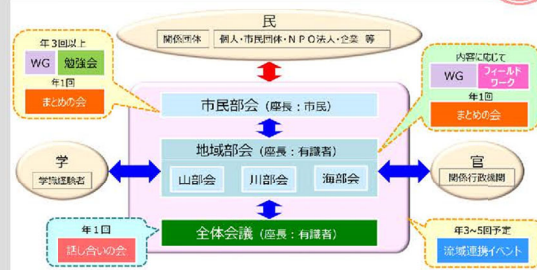 民
関係団体
個人・市民団体・NPO法人・企業 等
年3回以上
WG
勉強会
年1回
まとめの会
内容に応じて
WG
フィールド
ワーク
年1回
まとめの会
市民部会（座長：市民）
地域部会（座長：有識者）
山部会
川部会
海部会
学
学識経験者
官
関係行政機関
全体会議（座長：有識者）
年1回
話し合いの会
年3~5回予定
流域連携イベント